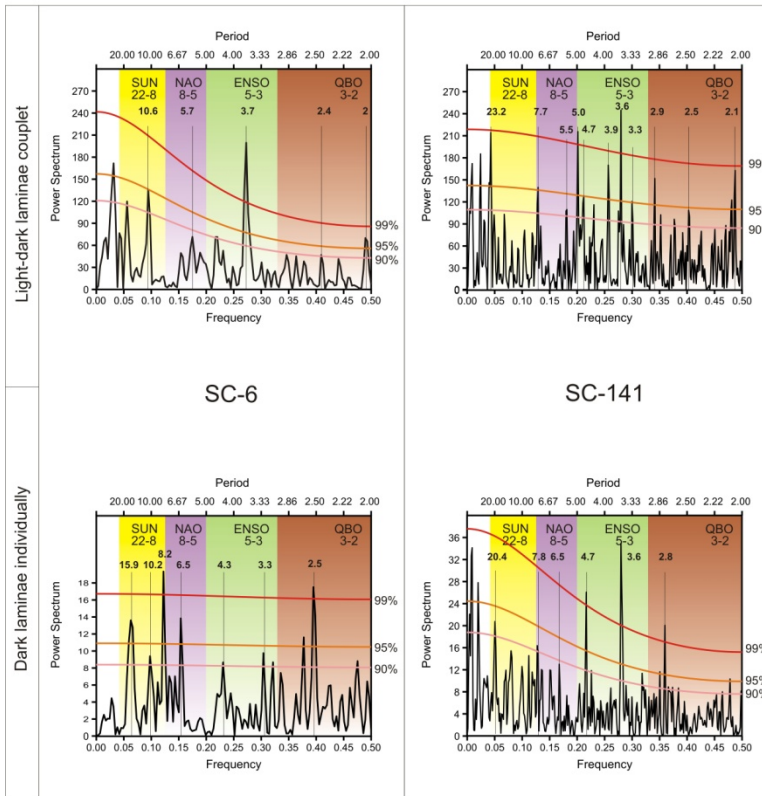 Light-dark laminae couplet
Period
20.00 10.00 6.67 5.00 4.00 3.33 2.86 2.50 2.22 2.00
SUN 22-8
NAO 8-5
ENSO 5-3
QBO 3-2
10.6 5.7 3.7 2.4 2
Power Spectrum
270
240
210
180
150
120
90
60
30
0
99%
95%
90%
0.00 0.05 0.10 0.15 0.20 0.25 0.30 0.35 0.40 0.45 0.50
Frequency
Period
20.00 10.00 6.67 5.00 4.00 3.33 2.86 2.50 2.22 2.00
SUN 22-8
NAO 8-5
ENSO 5-3
QBO 3-2
23.2 7.7 5.5 5.0 4.7 3.9 3.6 3.3 2.9 2.5 2.1
Power Spectrum
270
240
210
180
150
120
90
60
30
0
99
95%
90%
0.00 0.05 0.10 0.15 0.20 0.25 0.30 0.35 0.40 0.45 0.50
Frequency
SC-6
SC-141
Dark laminae individually
Period
20.00 10.00 6.67 5.00 4.00 3.33 2.86 2.50 2.22 2.00
SUN 22-8
NAO 8-5
ENSO 5-3
QBO 3-2
15.9 10.2 8.2 6.5 4.3 3.3 2.5
Power Spectrum
18
16
14
12
10
8
6
4
2
0
99%
95%
90%
0.00 0.05 0.10 0.15 0.20 0.25 0.30 0.35 0.40 0.45 0.50
Frequency
Period
20.00 10.00 6.67 5.00 4.00 3.33 2.86 2.50 2.22 2.00
SUN 22-8
NAO 8-5
ENSO 5-3
QBO 3-2
20.4 7.8 6.5 4.7 3.6 2.8
Power Spectrum
36
32
28
24
20
16
12
8
4
0
99%
95%
90%
0.00 0.05 0.10 0.15 0.20 0.25 0.30 0.35 0.40 0.45 0.50
Frequency